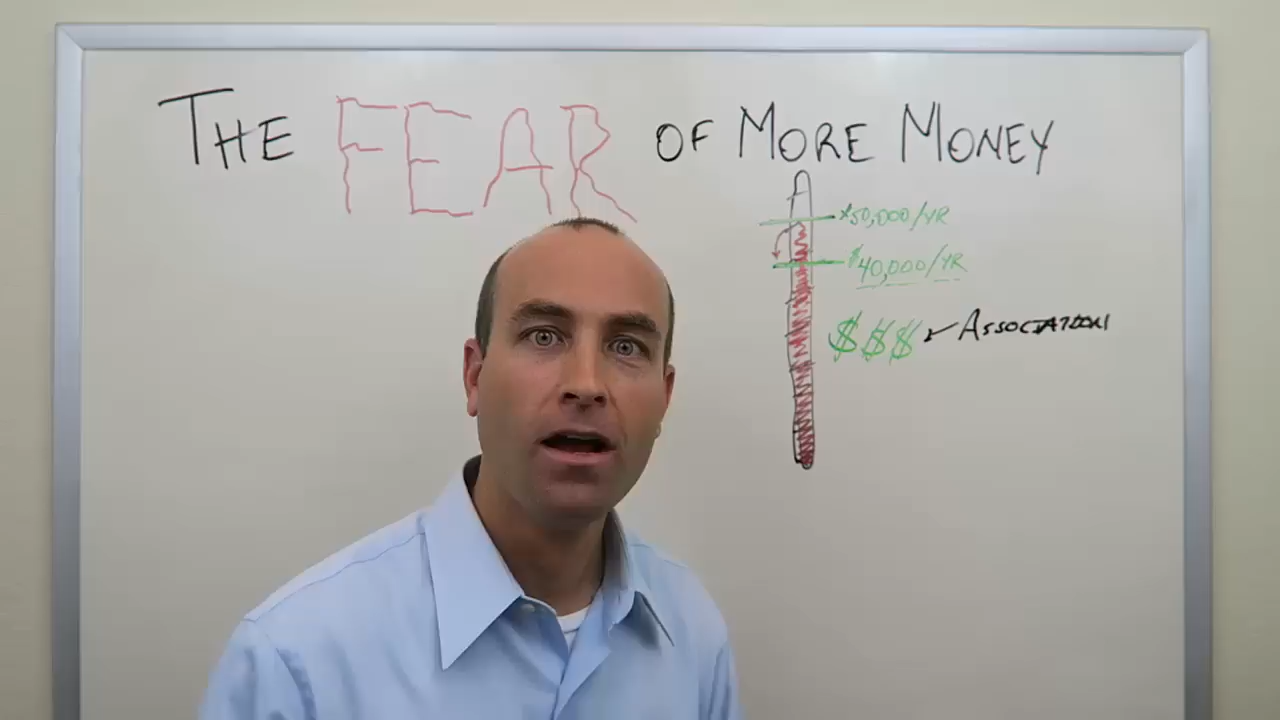 THE FEAR OF MORE MONEY
$50,000/YR
$40,000/YR
$$$ ASSOCIATION